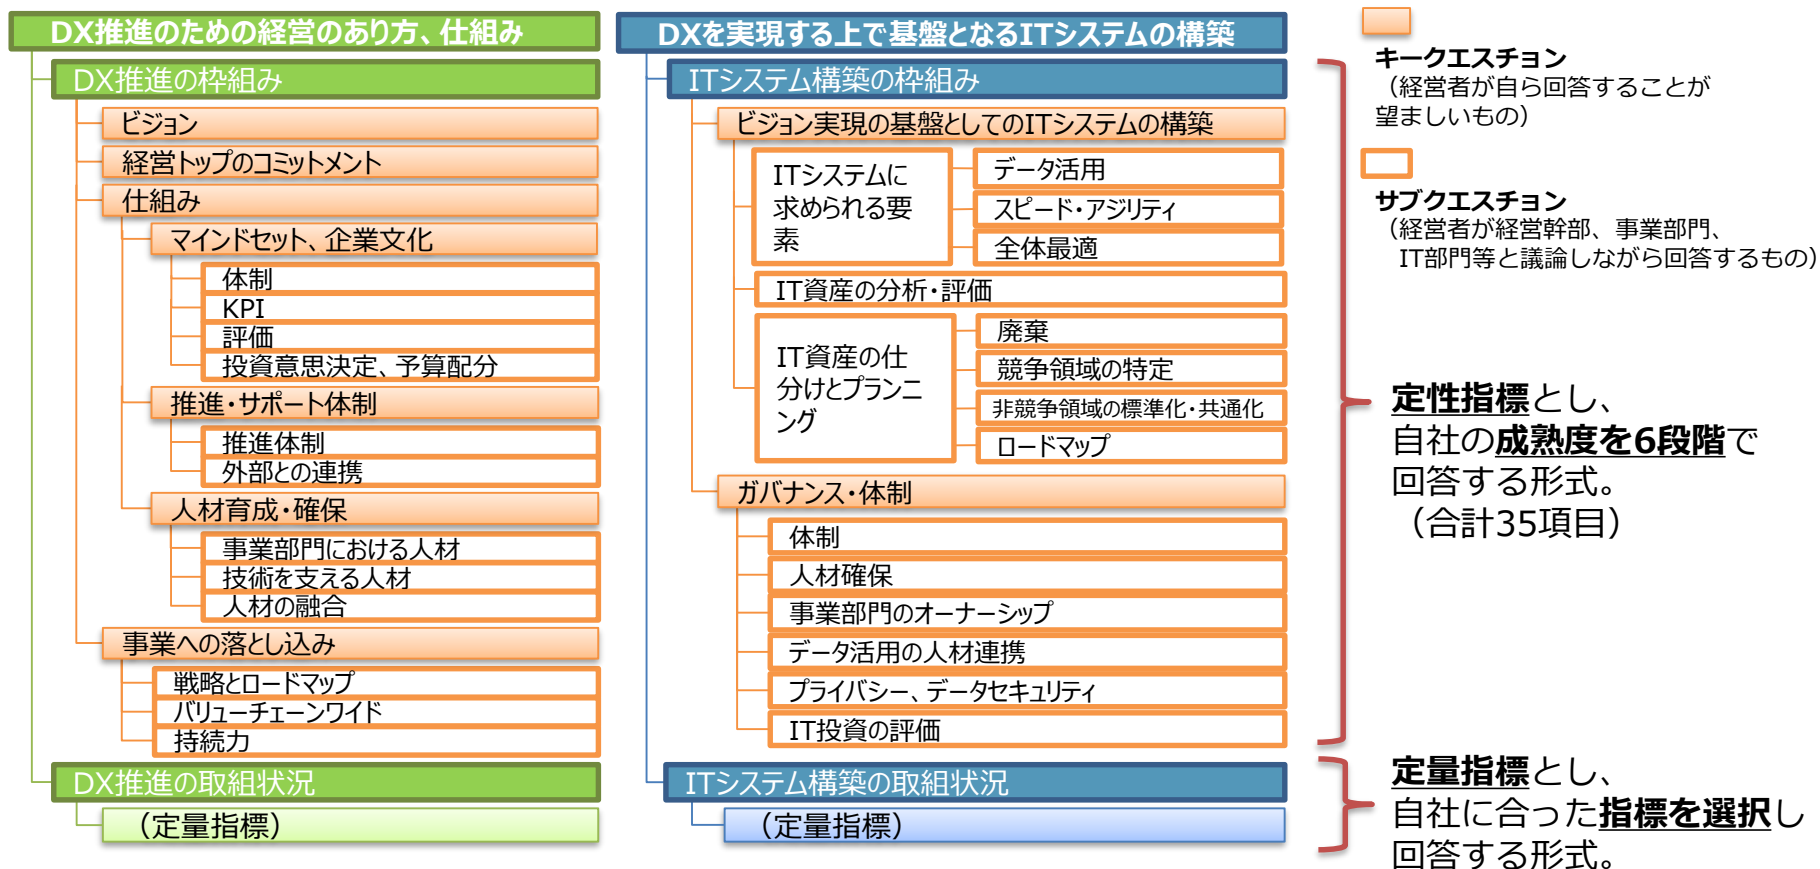 DX推進のための経営のあり方、仕組み
DX推進の枠組み
ビジョン
経営トップのコミットメント
仕組み
マインドセット、企業文化
体制
KPI
評価
投資意思決定、予算配分
推進・サポート体制
推進体制
外部との連携
人材育成・確保
事業部門における人材
技術を支える人材
人材の融合
事業への落とし込み
戦略とロードマップ
バリューチェーンワイド
持続力
DX推進の取組状況
（定量指標）
DXを実現する上で基盤となるITシステムの構築
ITシステム構築の枠組み
ビジョン実現の基盤としてのITシステムの構築
ITシステムに
求められる要
素
データ活用
スピード・アジリティ
全体最適
IT資産の分析・評価
IT資産の仕
分けとプランニ
ング
廃棄
競争領域の特定
非競争領域の標準化・共通化
ロードマップ
ガバナンス・体制
体制
人材確保
事業部門のオーナーシップ
データ活用の人材連携
プライバシー、データセキュリティ
IT投資の評価
ITシステム構築の取組状況
（定量指標）
キークエスチョン
（経営者が自ら回答することが
望ましいもの）
サブクエスチョン
（経営者が経営幹部、事業部門、
IT部門等と議論しながら回答するもの）
定性指標とし、
自社の成熟度を6段階で
回答する形式。
（合計35項目）
定量指標とし、
自社に合った指標を選択し
回答する形式。